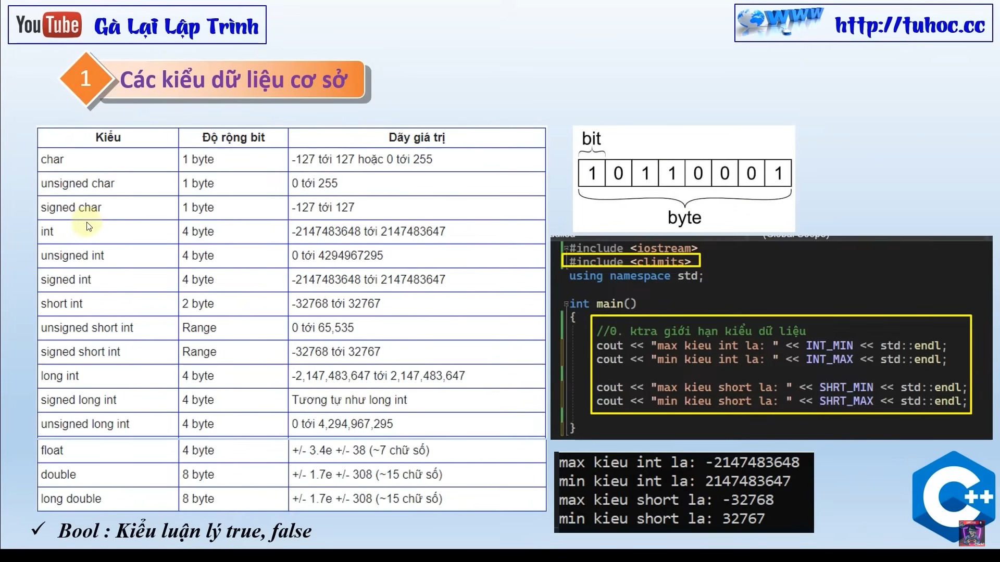 YouTube Gà Lại Lập Trình
WWW http://tuhoc.cc
1 Các kiểu dữ liệu cơ sở
Kiểu Độ rộng bit Dãy giá trị
char 1 byte -127 tới 127 hoặc 0 tới 255
unsigned char 1 byte 0 tới 255
signed char 1 byte -127 tới 127
int 4 byte -2147483648 tới 2147483647
unsigned int 4 byte 0 tới 4294967295
signed int 4 byte -2147483648 tới 2147483647
short int 2 byte -32768 tới 32767
unsigned short int Range 0 tới 65,535
signed short int Range -32768 tới 32767
long int 4 byte -2,147,483,647 tới 2,147,483,647
signed long int 4 byte Tương tự như long int
unsigned long int 4 byte 0 tới 4,294,967,295
float 4 byte +/- 3.4e +/- 38 (~7 chữ số)
double 8 byte +/- 1.7e +/- 308 (~15 chữ số)
long double 8 byte +/- 1.7e +/- 308 (~15 chữ số)
✓ Bool : Kiểu luận lý true, false
bit
1 0 1 1 0 0 0 1
byte
(Global Scope)
#include <iostream>
#include <climits>
using namespace std;
int main()
{
//0. ktra giới hạn kiểu dữ liệu
cout << "max kieu int la: " << INT_MIN << std::endl;
cout << "min kieu int la: " << INT_MAX << std::endl;
cout << "max kieu short la: " << SHRT_MIN << std::endl;
cout << "min kieu short la: " << SHRT_MAX << std::endl;
}
max kieu int la: -2147483648
min kieu int la: 2147483647
max kieu short la: -32768
min kieu short la: 32767
C++
Click!